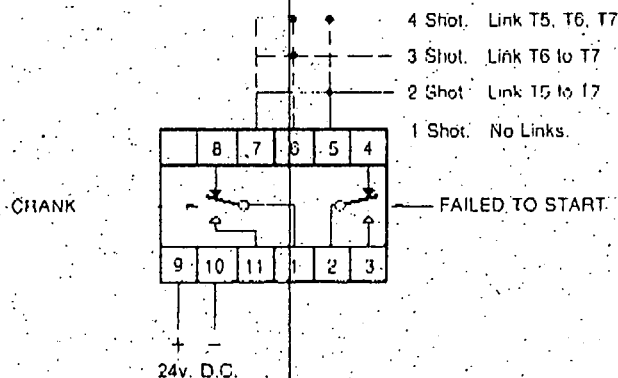 4 Shot. Link T5, T6, T7
3 Shot. Link T6 to T7
2 Shot Link T5 to T7
1 Shot. No Links.
8 7 6 5 4
CRANK
FAILED TO START
9 10 11 1 2 3
+ −
24v. D.C.